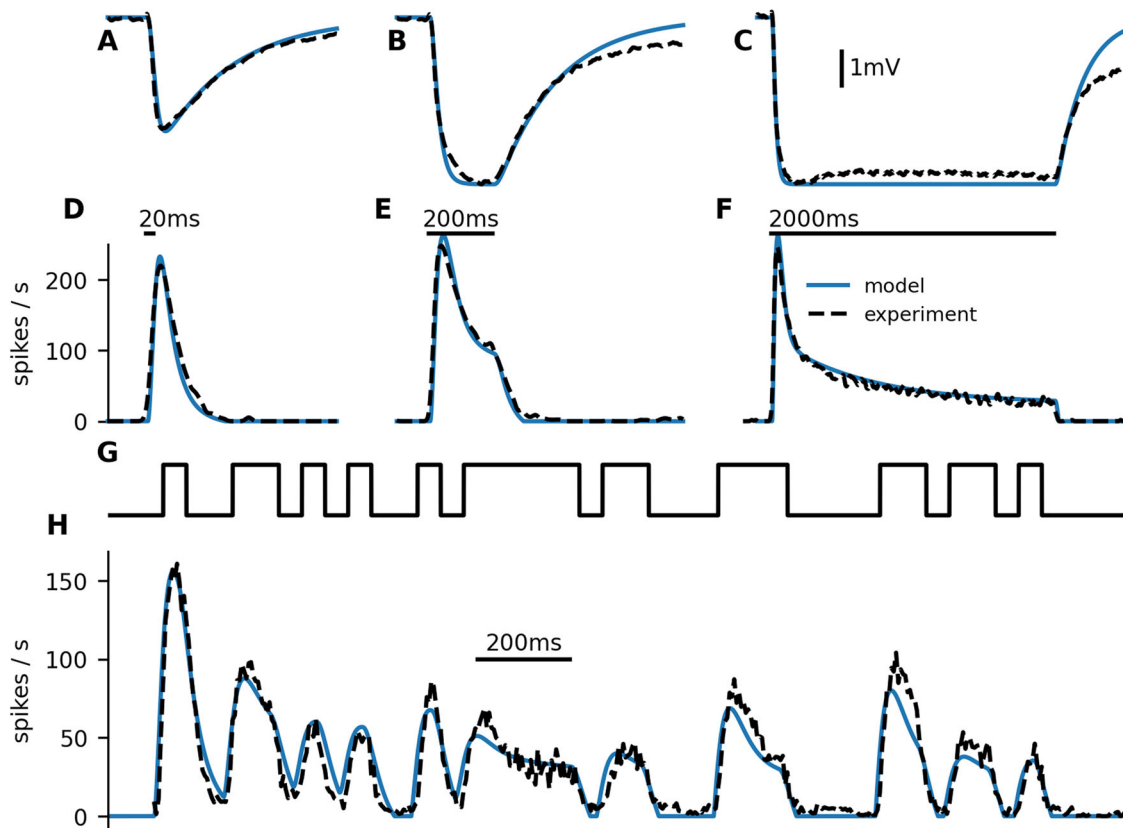 A B C
1mV
D E F
20ms 200ms 2000ms
spikes / s
200
100
0
model
experiment
G
H
spikes / s
150
100
50
0
200ms